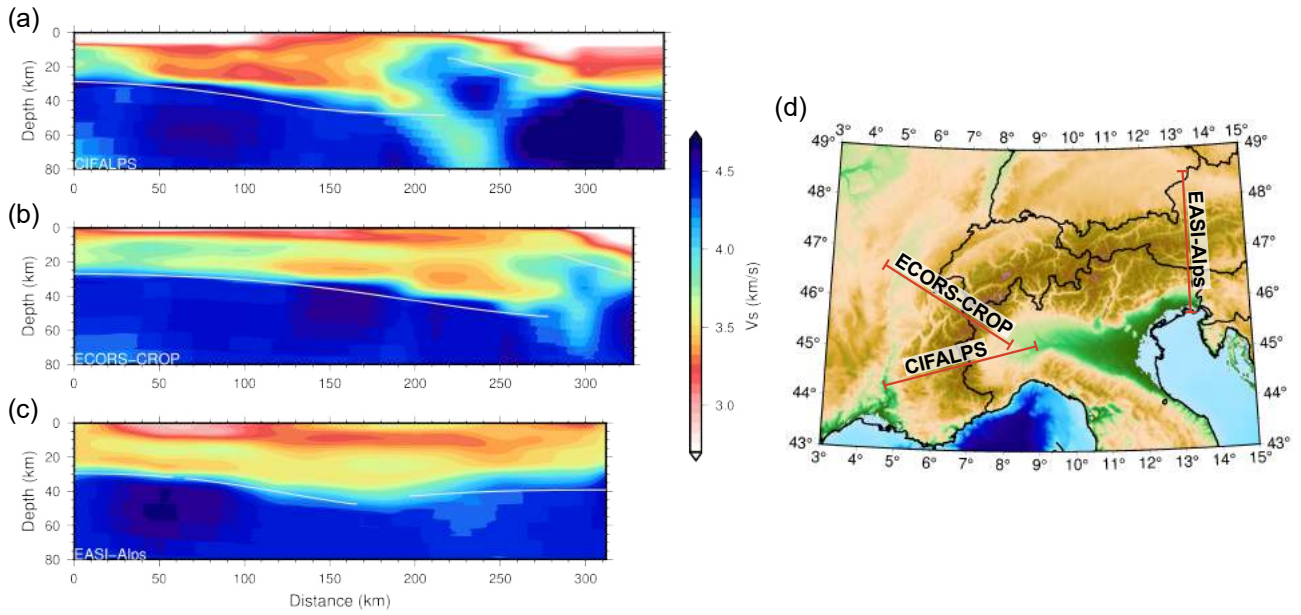 (a)
0
20
40
60
80
Depth (km)
CIFALPS
0 50 100 150 200 250 300
(b)
0
20
40
60
80
Depth (km)
ECORS-CROP
0 50 100 150 200 250 300
(c)
0
20
40
60
80
Depth (km)
EASI-Alps
0 50 100 150 200 250 300
Distance (km)
4.5
4.0
3.5
3.0
Vs (km/s)
(d)
3° 4° 5° 6° 7° 8° 9° 10° 11° 12° 13° 14° 15°
49° 49°
48° 48°
47° 47°
46° 46°
45° 45°
44° 44°
43° 43°
EASI-Alps
ECORS-CROP
CIFALPS
3° 4° 5° 6° 7° 8° 9° 10° 11° 12° 13° 14° 15°